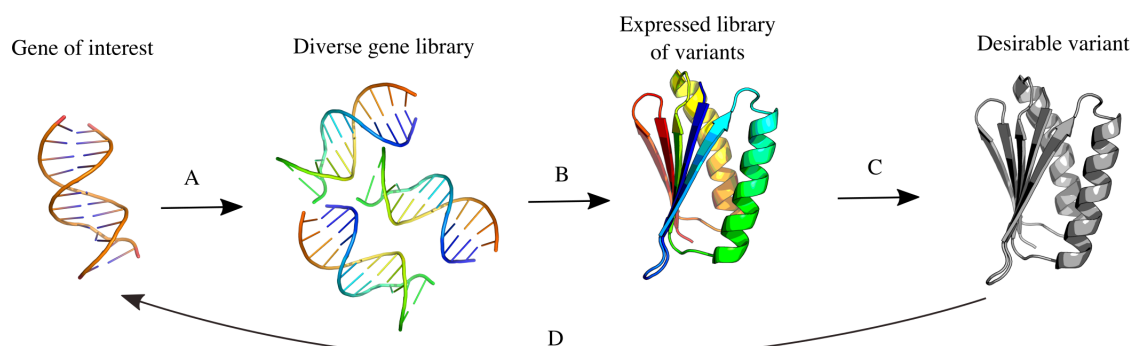 Gene of interest
Diverse gene library
Expressed library
of variants
Desirable variant
A
B
C
D